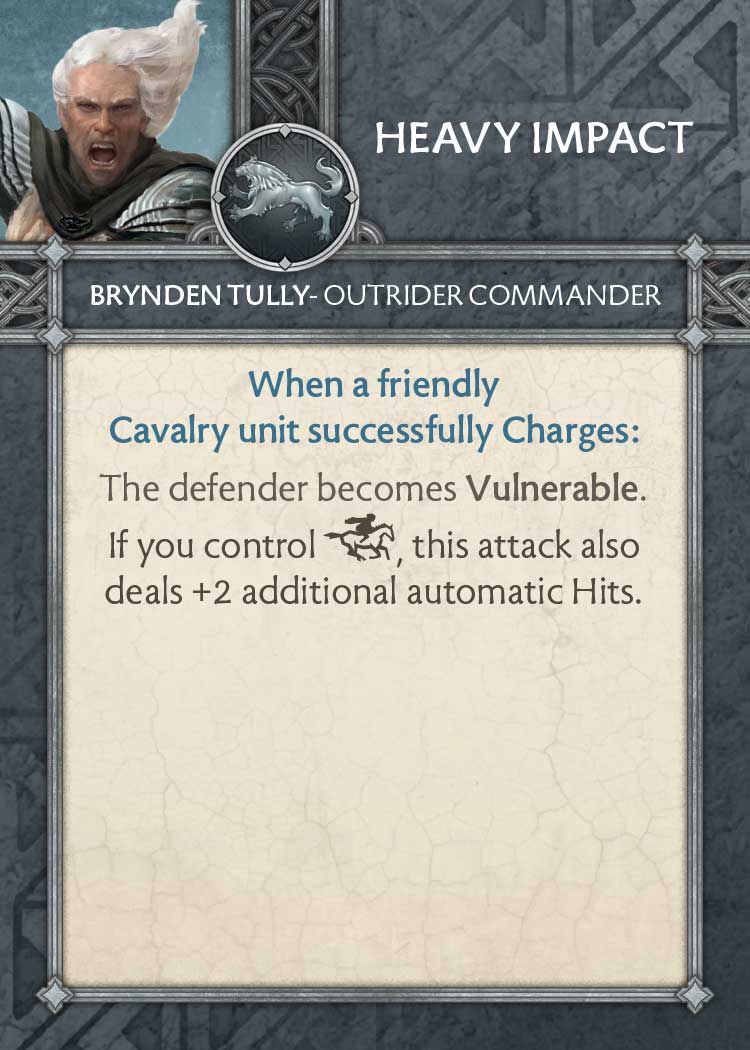 HEAVY IMPACT
BRYNDEN TULLY- OUTRIDER COMMANDER
When a friendly
Cavalry unit successfully Charges:
The defender becomes Vulnerable.
If you control , this attack also
deals +2 additional automatic Hits.